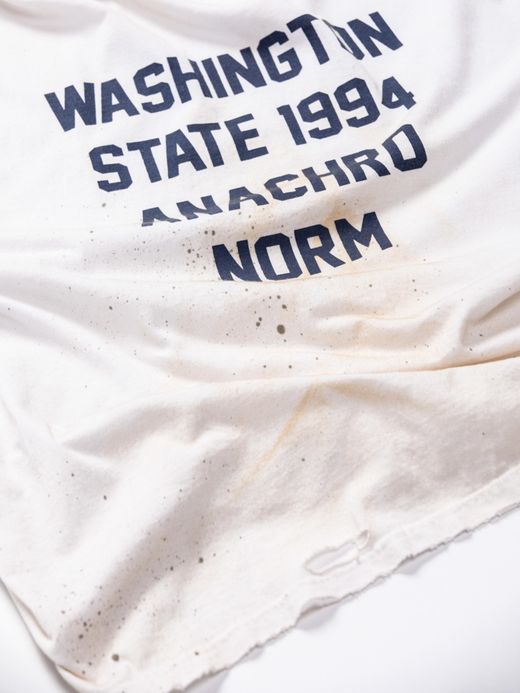 WASHINGTON
STATE 1994
ANACHRO
NORM